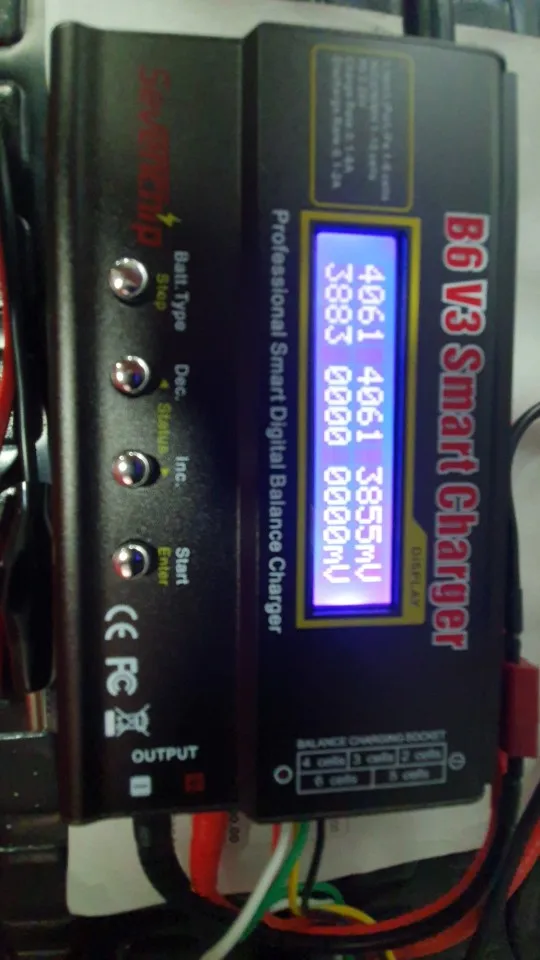 B6 V3 Smart Charger
DISPLAY
4061 4061 3855mV
3883 0000 0000mV
Professional Smart Digital Balance Charger
Batt. Type Dec. Inc. Start
Stop ◄ Status ► Enter
BALANCE CHARGING SOCKET
4 cells 3 cells 2 cells
6 cells 5 cells
CE FC
OUTPUT